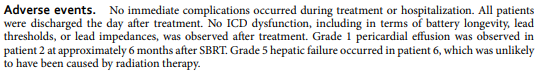 Adverse events. No immediate complications occurred during treatment or hospitalization. All patients
were discharged the day after treatment. No ICD dysfunction, including in terms of battery longevity, lead
thresholds, or lead impedances, was observed after treatment. Grade 1 pericardial effusion was observed in
patient 2 at approximately 6 months after SBRT. Grade 5 hepatic failure occurred in patient 6, which was unlikely
to have been caused by radiation therapy.